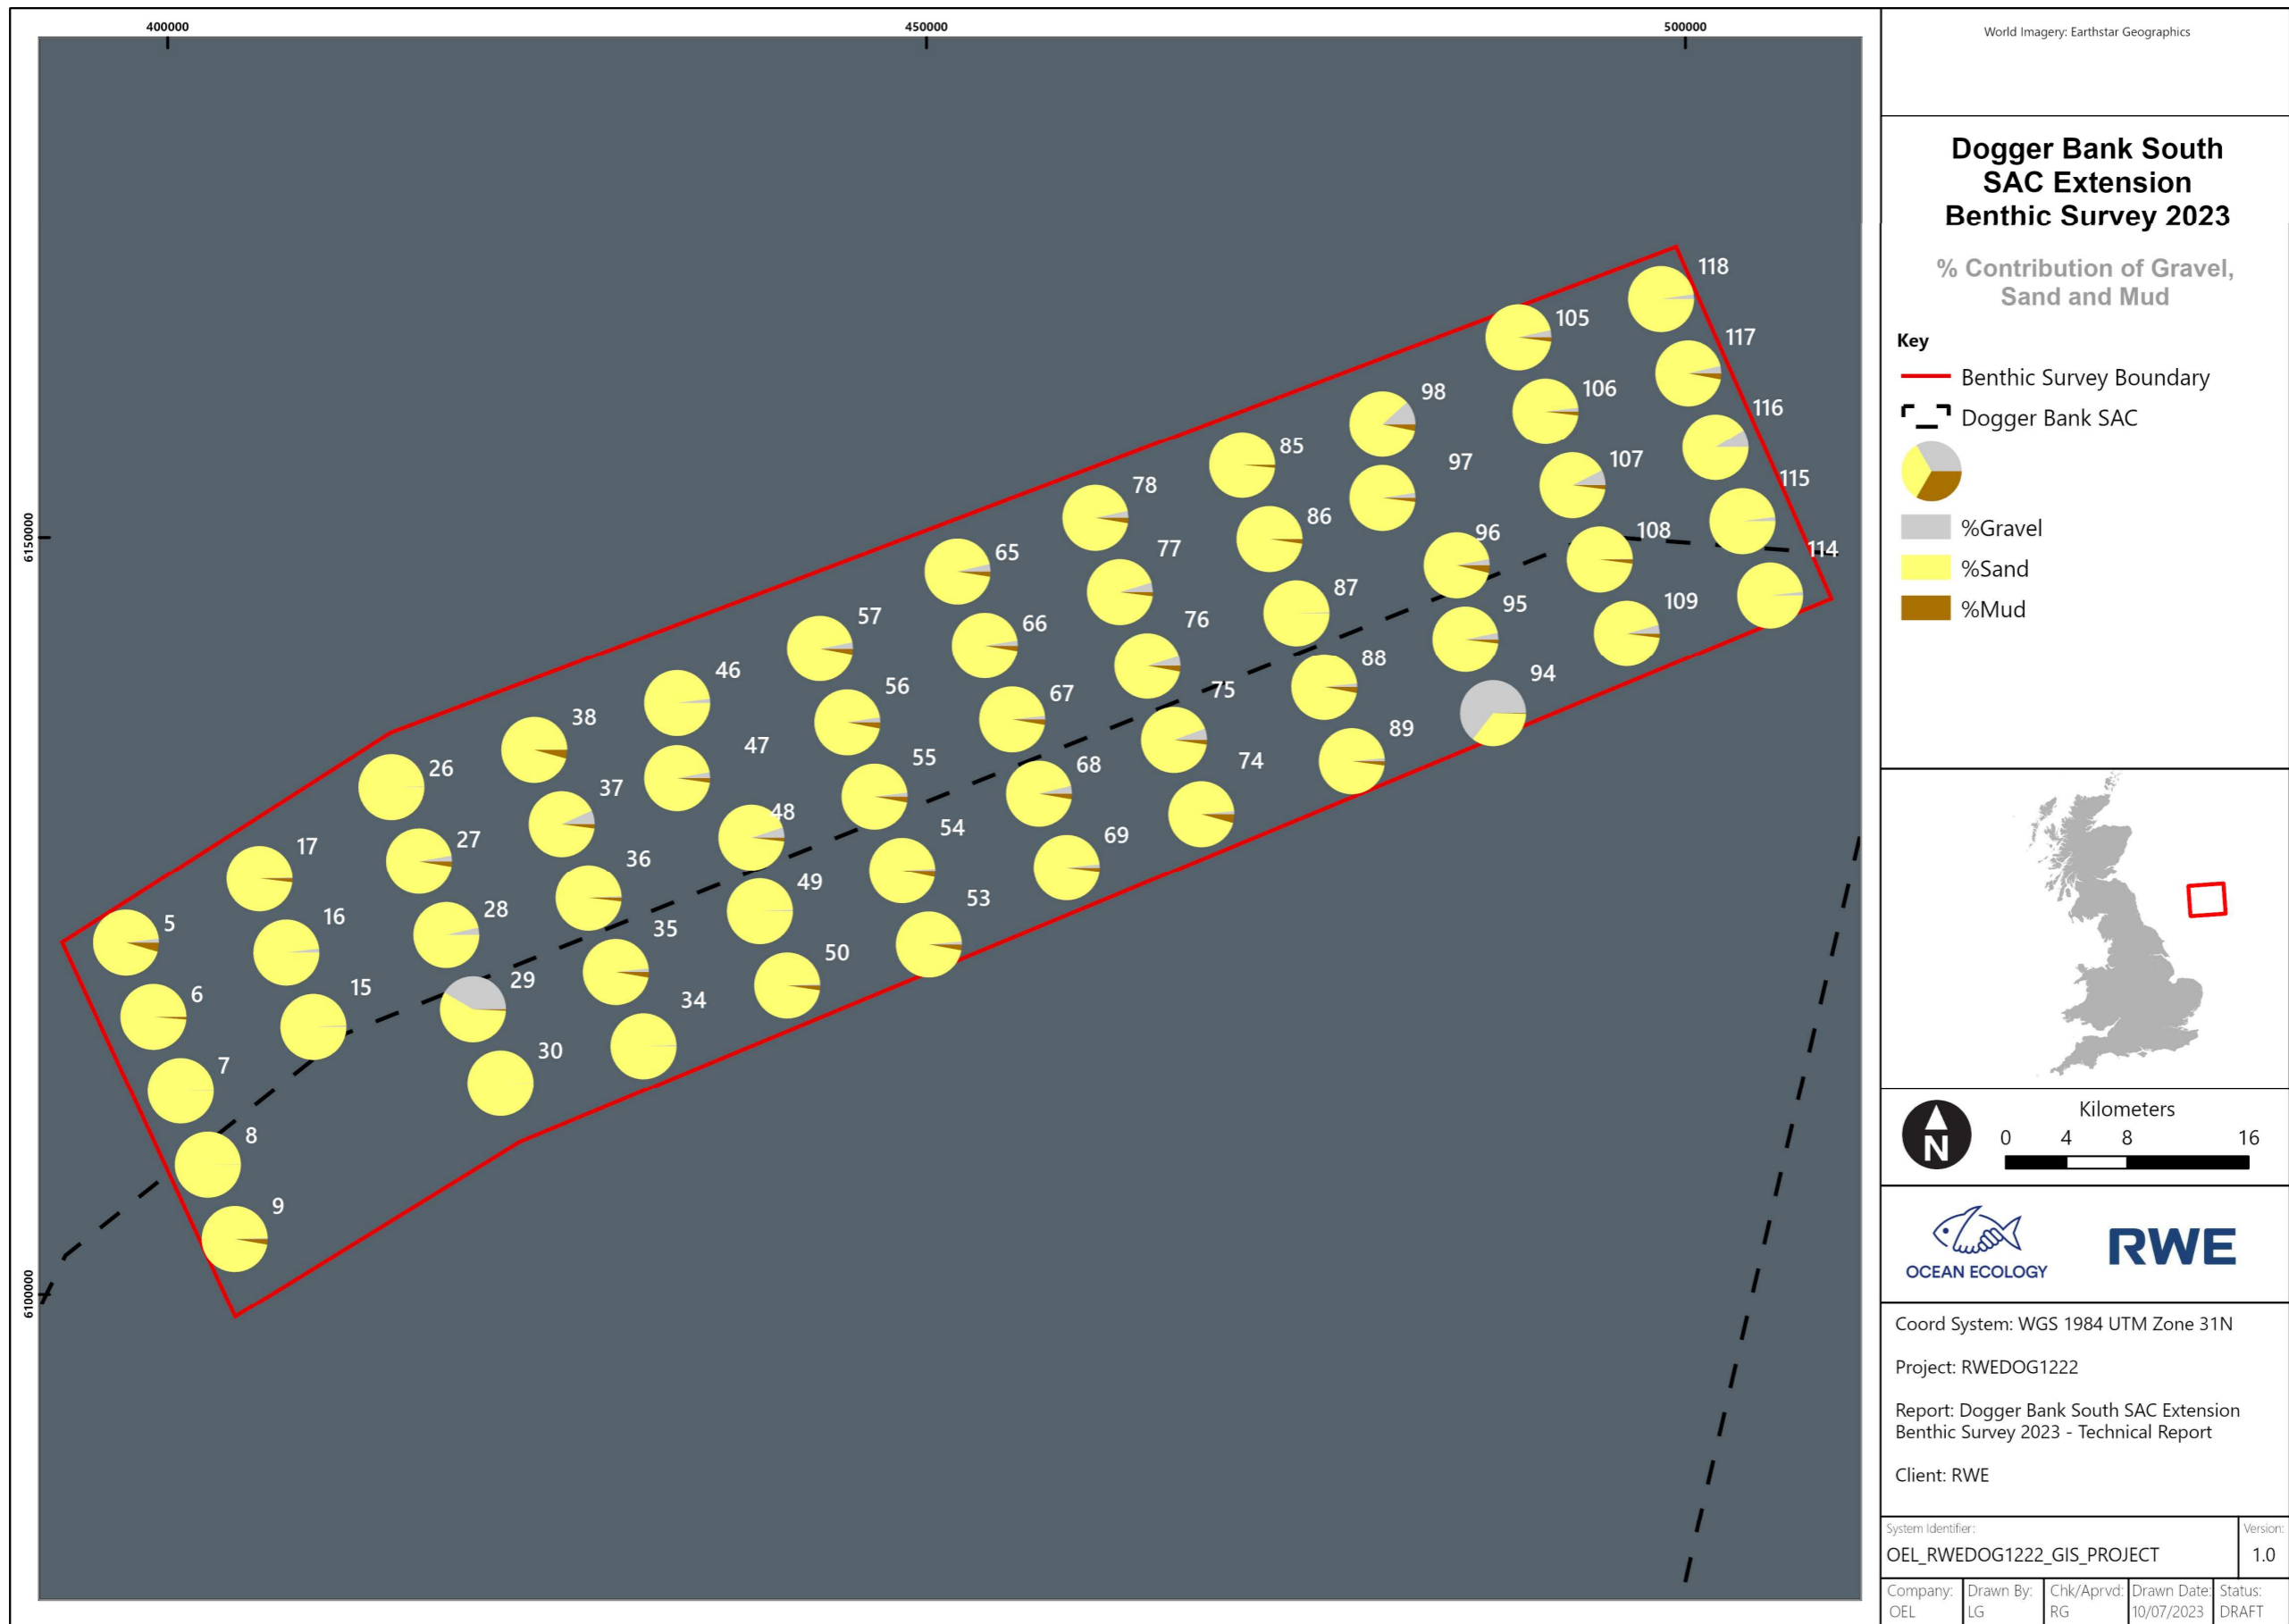 400000
450000
500000
6150000
6100000
118
105
117
98
106
116
85
97
107
78
115
86
65
77
96
108
114
57
66
76
87
95
109
46
56
67
88
75
94
38
47
55
68
74
89
26
37
48
54
69
17
27
36
49
53
5
16
28
35
50
6
15
29
34
7
30
8
9
World Imagery: Earthstar Geographics
Dogger Bank South
SAC Extension
Benthic Survey 2023
% Contribution of Gravel,
Sand and Mud
Key
Benthic Survey Boundary
Dogger Bank SAC
%Gravel
%Sand
%Mud
N
Kilometers
0 4 8 16
OCEAN ECOLOGY
RWE
Coord System: WGS 1984 UTM Zone 31N
Project: RWEDOG1222
Report: Dogger Bank South SAC Extension
Benthic Survey 2023 - Technical Report
Client: RWE
System Identifier: Version:
OEL_RWEDOG1222_GIS_PROJECT 1.0
Company: Drawn By: Chk/Aprvd: Drawn Date: Status:
OEL LG RG 10/07/2023 DRAFT